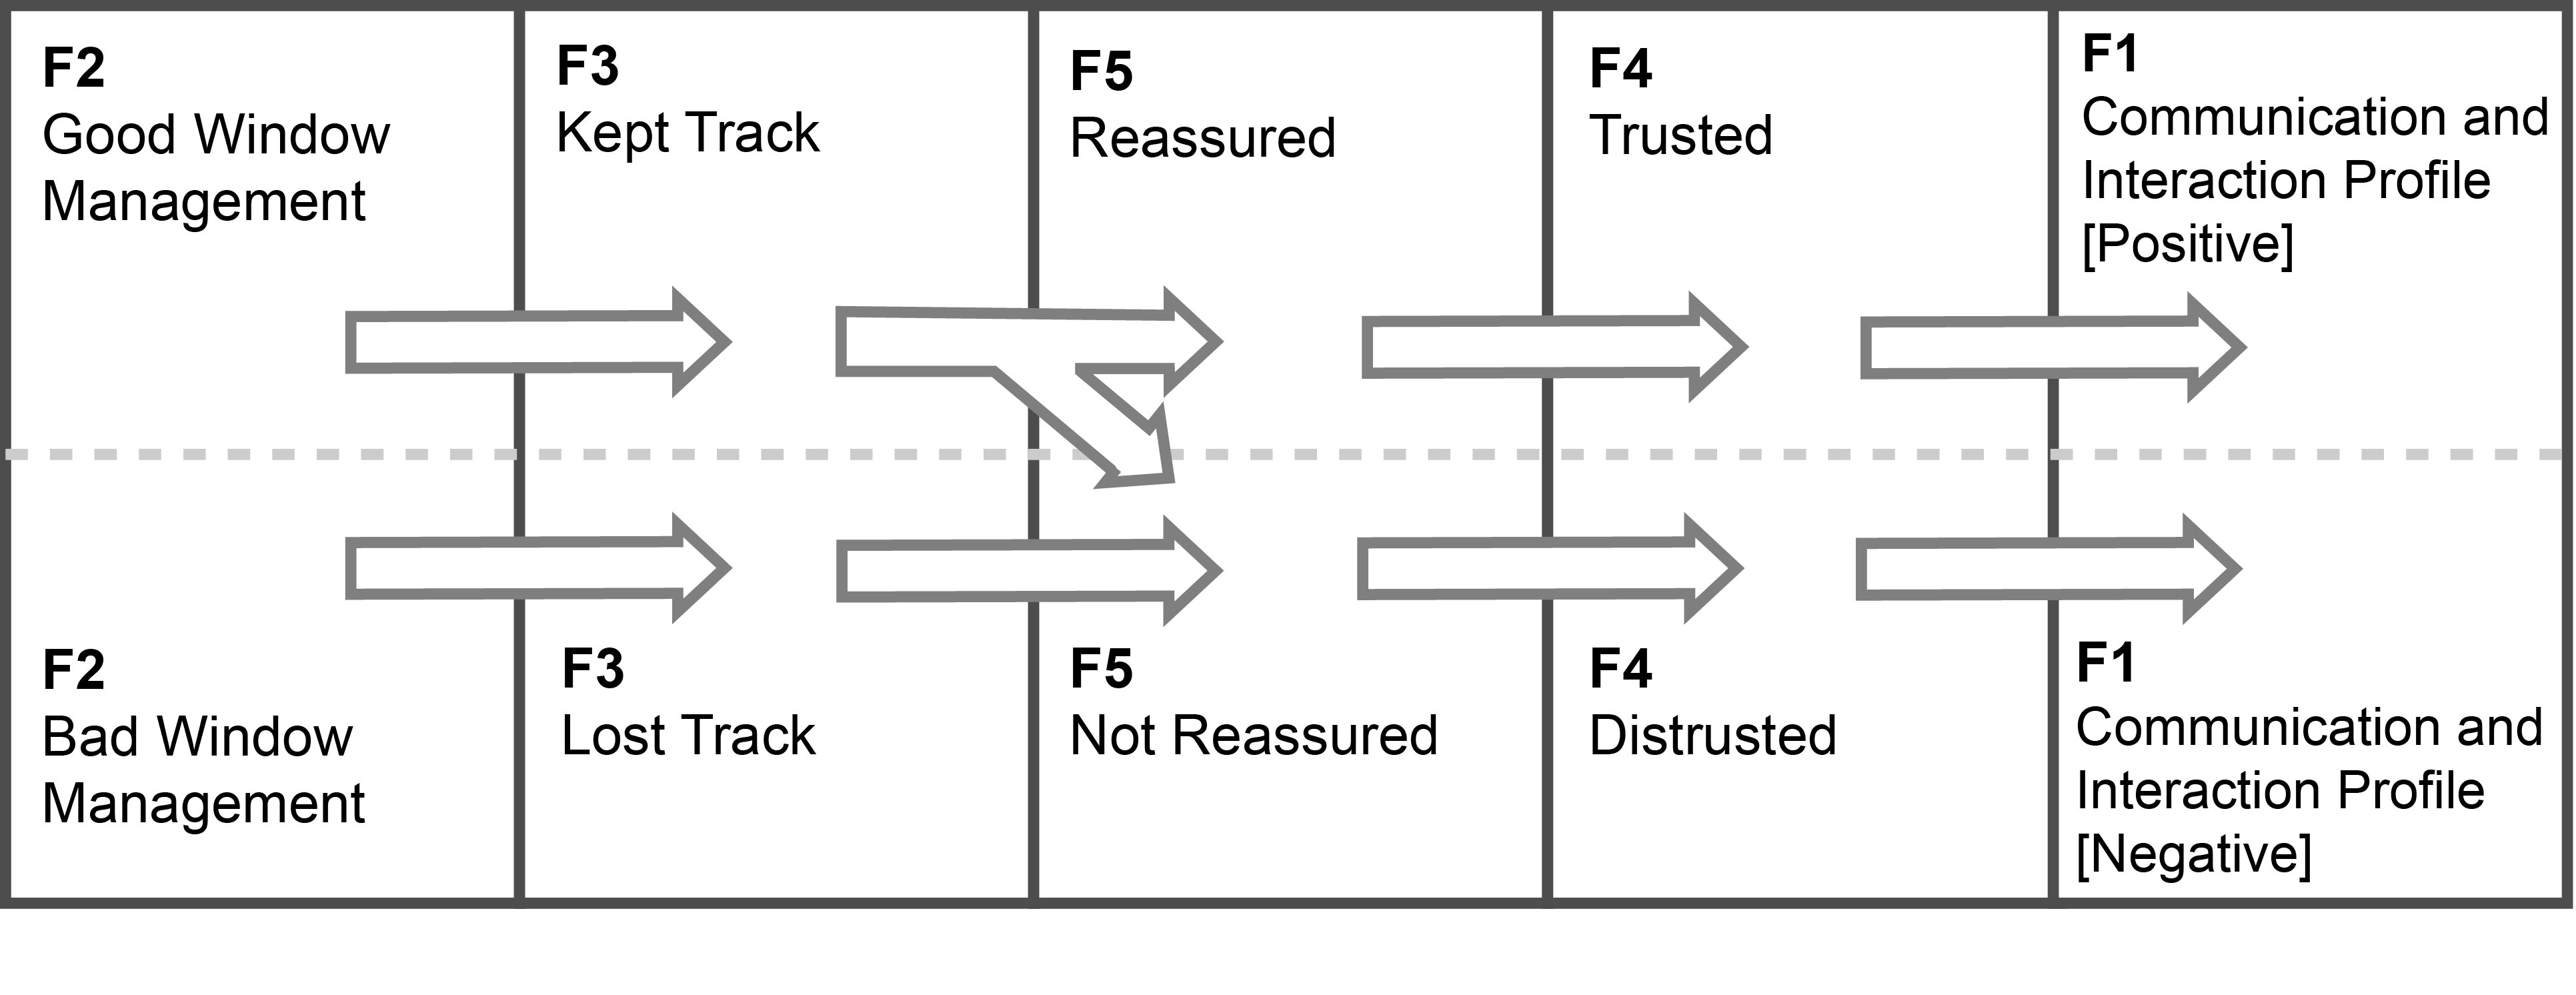 F2
Good Window
Management
F3
Kept Track
F5
Reassured
F4
Trusted
F1
Communication and
Interaction Profile
[Positive]
F2
Bad Window
Management
F3
Lost Track
F5
Not Reassured
F4
Distrusted
F1
Communication and
Interaction Profile
[Negative]